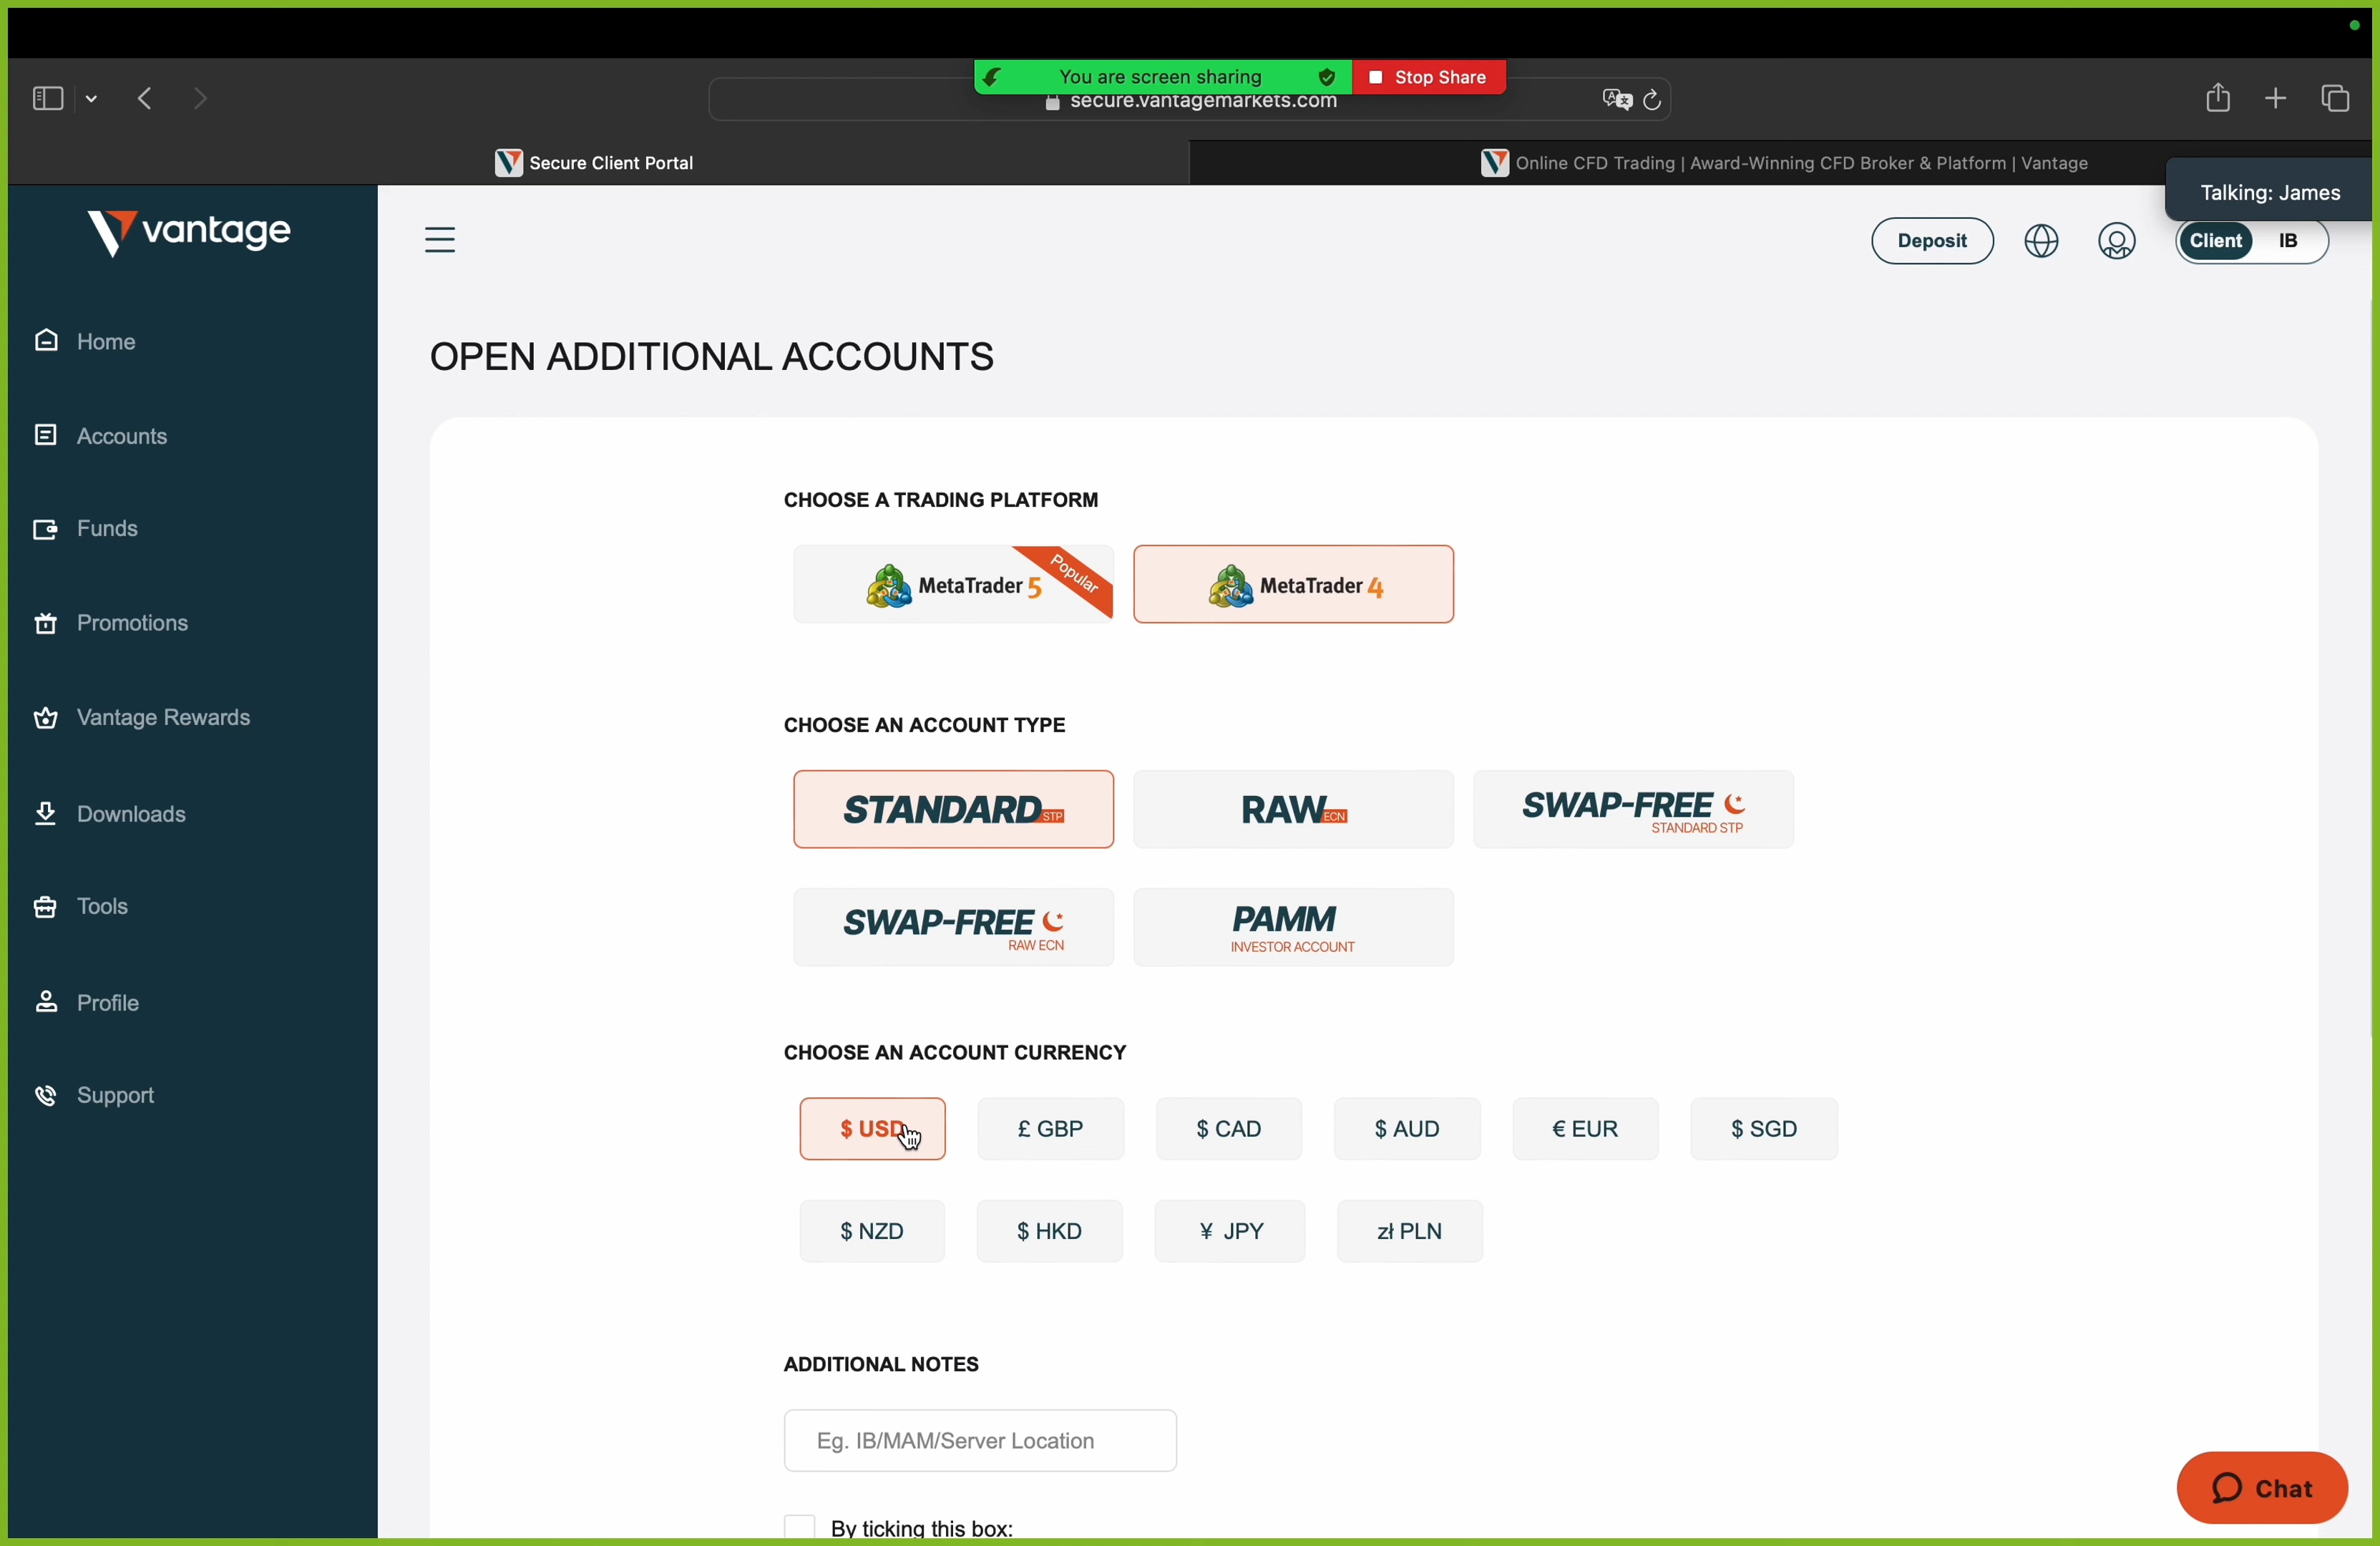 You are screen sharing
Stop Share
secure.vantagemarkets.com
Secure Client Portal
Online CFD Trading | Award-Winning CFD Broker & Platform | Vantage
Talking: James
vantage
Deposit
Client
IB
Home
Accounts
Funds
Promotions
Vantage Rewards
Downloads
Tools
Profile
Support
OPEN ADDITIONAL ACCOUNTS
CHOOSE A TRADING PLATFORM
MetaTrader 5
Popular
MetaTrader 4
CHOOSE AN ACCOUNT TYPE
STANDARD STP
RAW ECN
SWAP-FREE
STANDARD STP
SWAP-FREE
RAW ECN
PAMM
INVESTOR ACCOUNT
CHOOSE AN ACCOUNT CURRENCY
$ USD
£ GBP
$ CAD
$ AUD
€ EUR
$ SGD
$ NZD
$ HKD
¥ JPY
zł PLN
ADDITIONAL NOTES
Eg. IB/MAM/Server Location
By ticking this box:
Chat